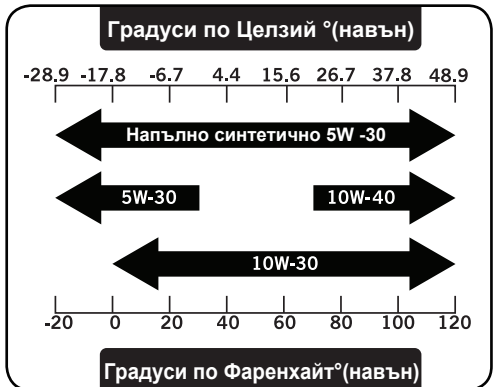 Градуси по Целзий °(навън)
-28.9 -17.8 -6.7 4.4 15.6 26.7 37.8 48.9
Напълно синтетично 5W -30
5W-30 10W-40
10W-30
-20 0 20 40 60 80 100 120
Градуси по Фаренхайт°(навън)